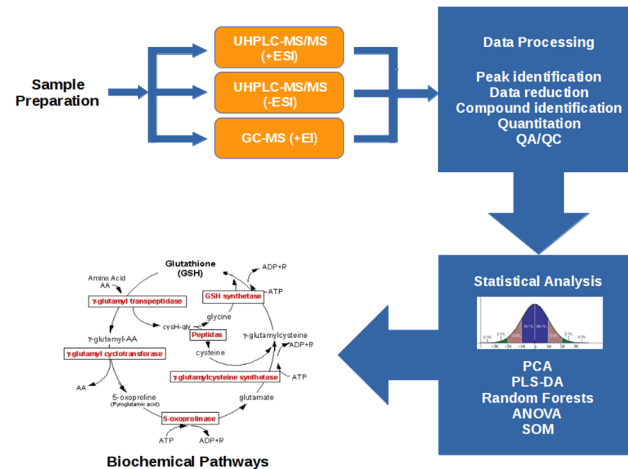 Sample
Preparation
UHPLC-MS/MS
(+ESI)
UHPLC-MS/MS
(-ESI)
GC-MS (+EI)
Data Processing
Peak identification
Data reduction
Compound identification
Quantitation
QA/QC
Statistical Analysis
PCA
PLS-DA
Random Forests
ANOVA
SOM
Glutathione
(GSH)
Amino Acid
AA
γ-glutamyl transpeptidase
ADP+Pi
ATP
GSH synthetase
glycine
cysH-gly
Peptidas
cysteine
γ-glutamylcysteine
ADP+Pi
γ-glutamyl-AA
γ-glutamyl cyclotransferase
γ-glutamylcysteine synthetase
ATP
AA
5-oxoproline
(Pyroglutamic acid)
glutamate
5-oxoprolinase
ATP
ADP+Pi
Biochemical Pathways